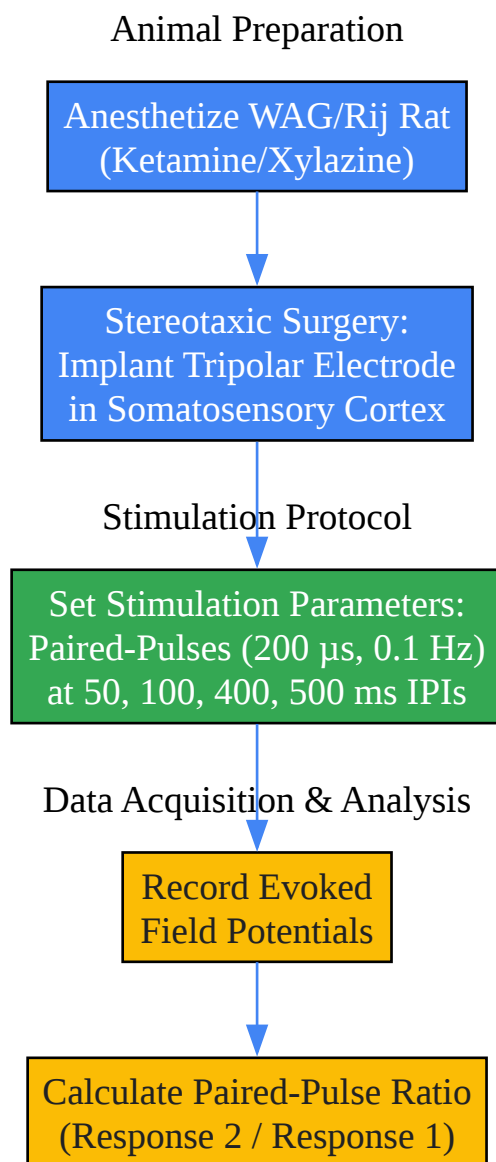 Animal Preparation
Anesthetize WAG/Rij Rat
(Ketamine/Xylazine)
Stereotaxic Surgery:
Implant Tripolar Electrode
in Somatosensory Cortex
Stimulation Protocol
Set Stimulation Parameters:
Paired-Pulses (200 µs, 0.1 Hz)
at 50, 100, 400, 500 ms IPIs
Data Acquisition & Analysis
Record Evoked
Field Potentials
Calculate Paired-Pulse Ratio
(Response 2 / Response 1)